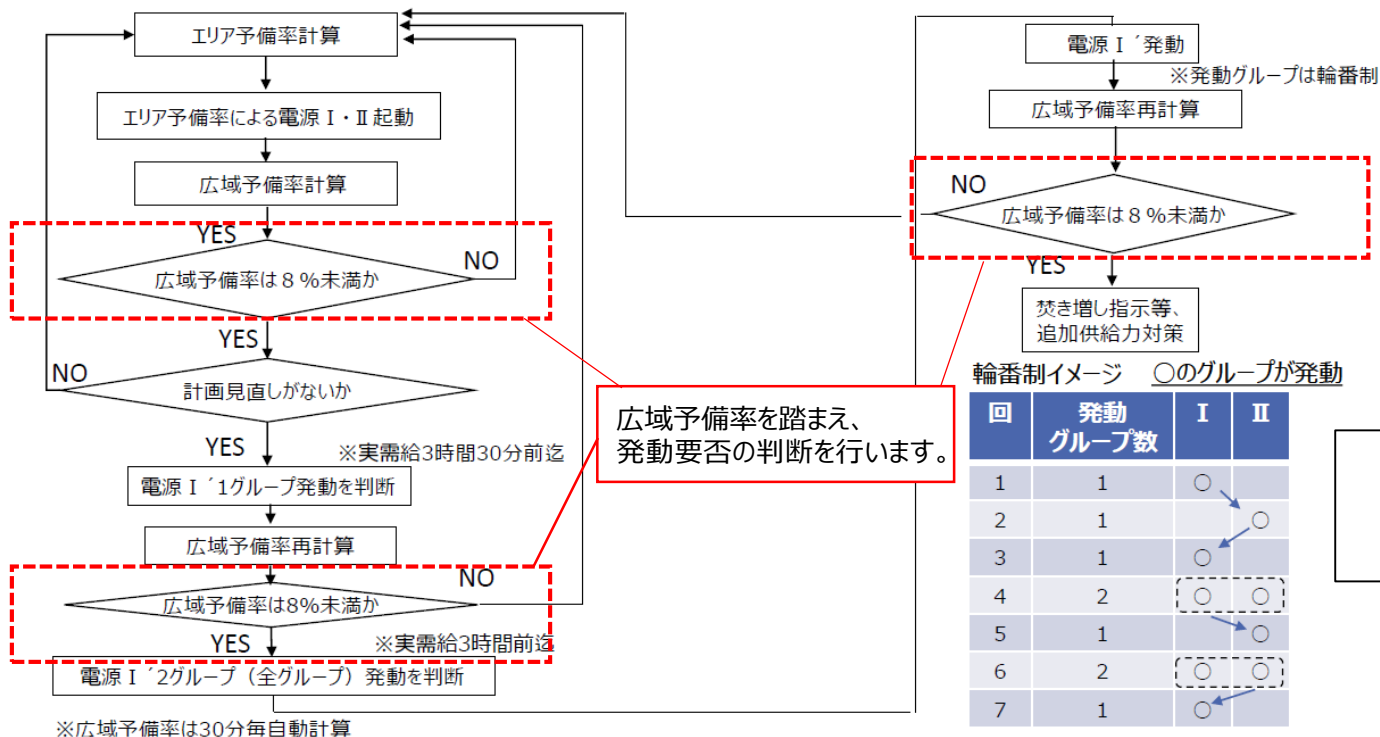 エリア予備率計算
エリア予備率による電源Ⅰ・Ⅱ起動
広域予備率計算
YES
広域予備率は８％未満か
NO
YES
NO
計画見直しがないか
YES
※実需給3時間30分前迄
電源Ⅰ´1グループ発動を判断
広域予備率再計算
NO
広域予備率は8%未満か
YES
※実需給3時間前迄
電源Ⅰ´2グループ（全グループ）発動を判断
※広域予備率は30分毎自動計算
広域予備率を踏まえ、
発動要否の判断を行います。
電源Ⅰ´発動
※発動グループは輪番制
広域予備率再計算
NO
広域予備率は８％未満か
YES
焚き増し指示等、
追加供給力対策
輪番制イメージ　○のグループが発動
回 発動グループ数 Ⅰ Ⅱ
1 1 ○
2 1 ○
3 1 ○
4 2 ○ ○
5 1 ○
6 2 ○ ○
7 1 ○